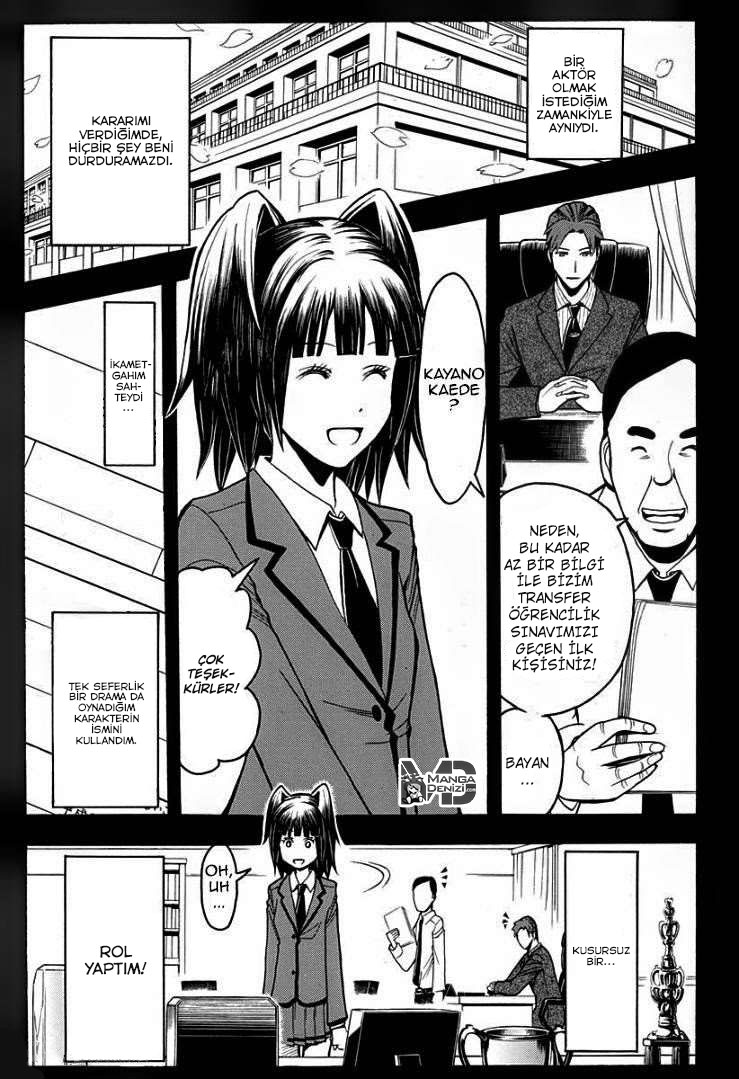 BİR
AKTÖR
OLMAK
İSTEDİĞİM
ZAMANKİYLE
AYNIYDI.
KARARIMI
VERDİĞİMDE,
HİÇBİR ŞEY BENİ
DURDURAMAZDI.
NEDEN,
BU KADAR
AZ BİR BİLGİ
İLE BİZİM
TRANSFER
ÖĞRENCİLİK
SINAVIMIZI
GEÇEN İLK
KİŞİSİNİZ!
BAYAN
...
KAYANO
KAEDE
?
ÇOK
TEŞEK-
KÜRLER!
İKAMET-
GAHIM
SAH-
TEYDİ
...
TEK SEFERLİK
BİR DRAMA DA
OYNADIĞIM
KARAKTERİN
İSMİNİ
KULLANDIM.
MD
MANGA
DENİZİ.com
KUSURSUZ
BİR...
OH,
UH
...
ROL
YAPTIM!